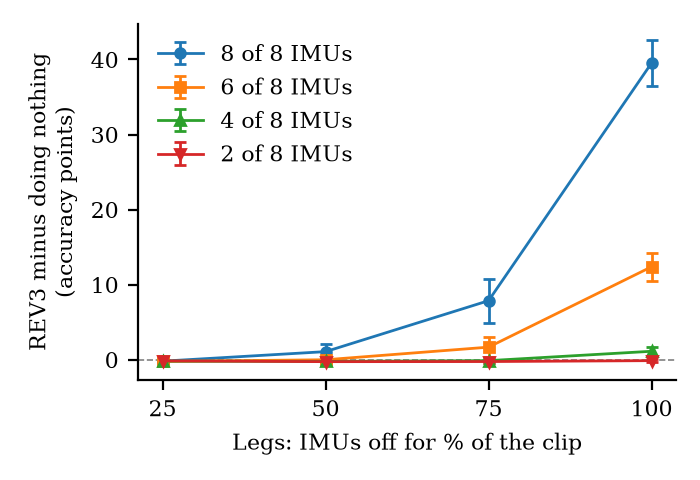 REV3 minus doing nothing
(accuracy points)
40
30
20
10
0
8 of 8 IMUs
6 of 8 IMUs
4 of 8 IMUs
2 of 8 IMUs
25 50 75 100
Legs: IMUs off for % of the clip